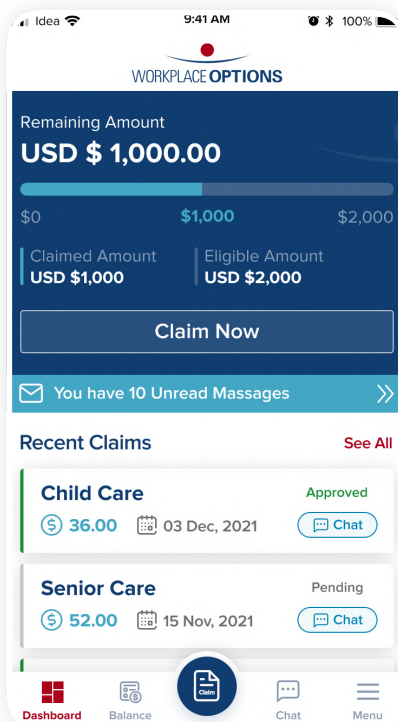 Idea 9:41 AM 100%
WORKPLACE OPTIONS
Remaining Amount
USD $ 1,000.00
$0 $1,000 $2,000
Claimed Amount Eligible Amount
USD $1,000 USD $2,000
Claim Now
You have 10 Unread Massages
Recent Claims See All
Child Care Approved
$ 36.00 03 Dec, 2021 Chat
Senior Care Pending
$ 52.00 15 Nov, 2021 Chat
Claim
Dashboard Balance Chat Menu